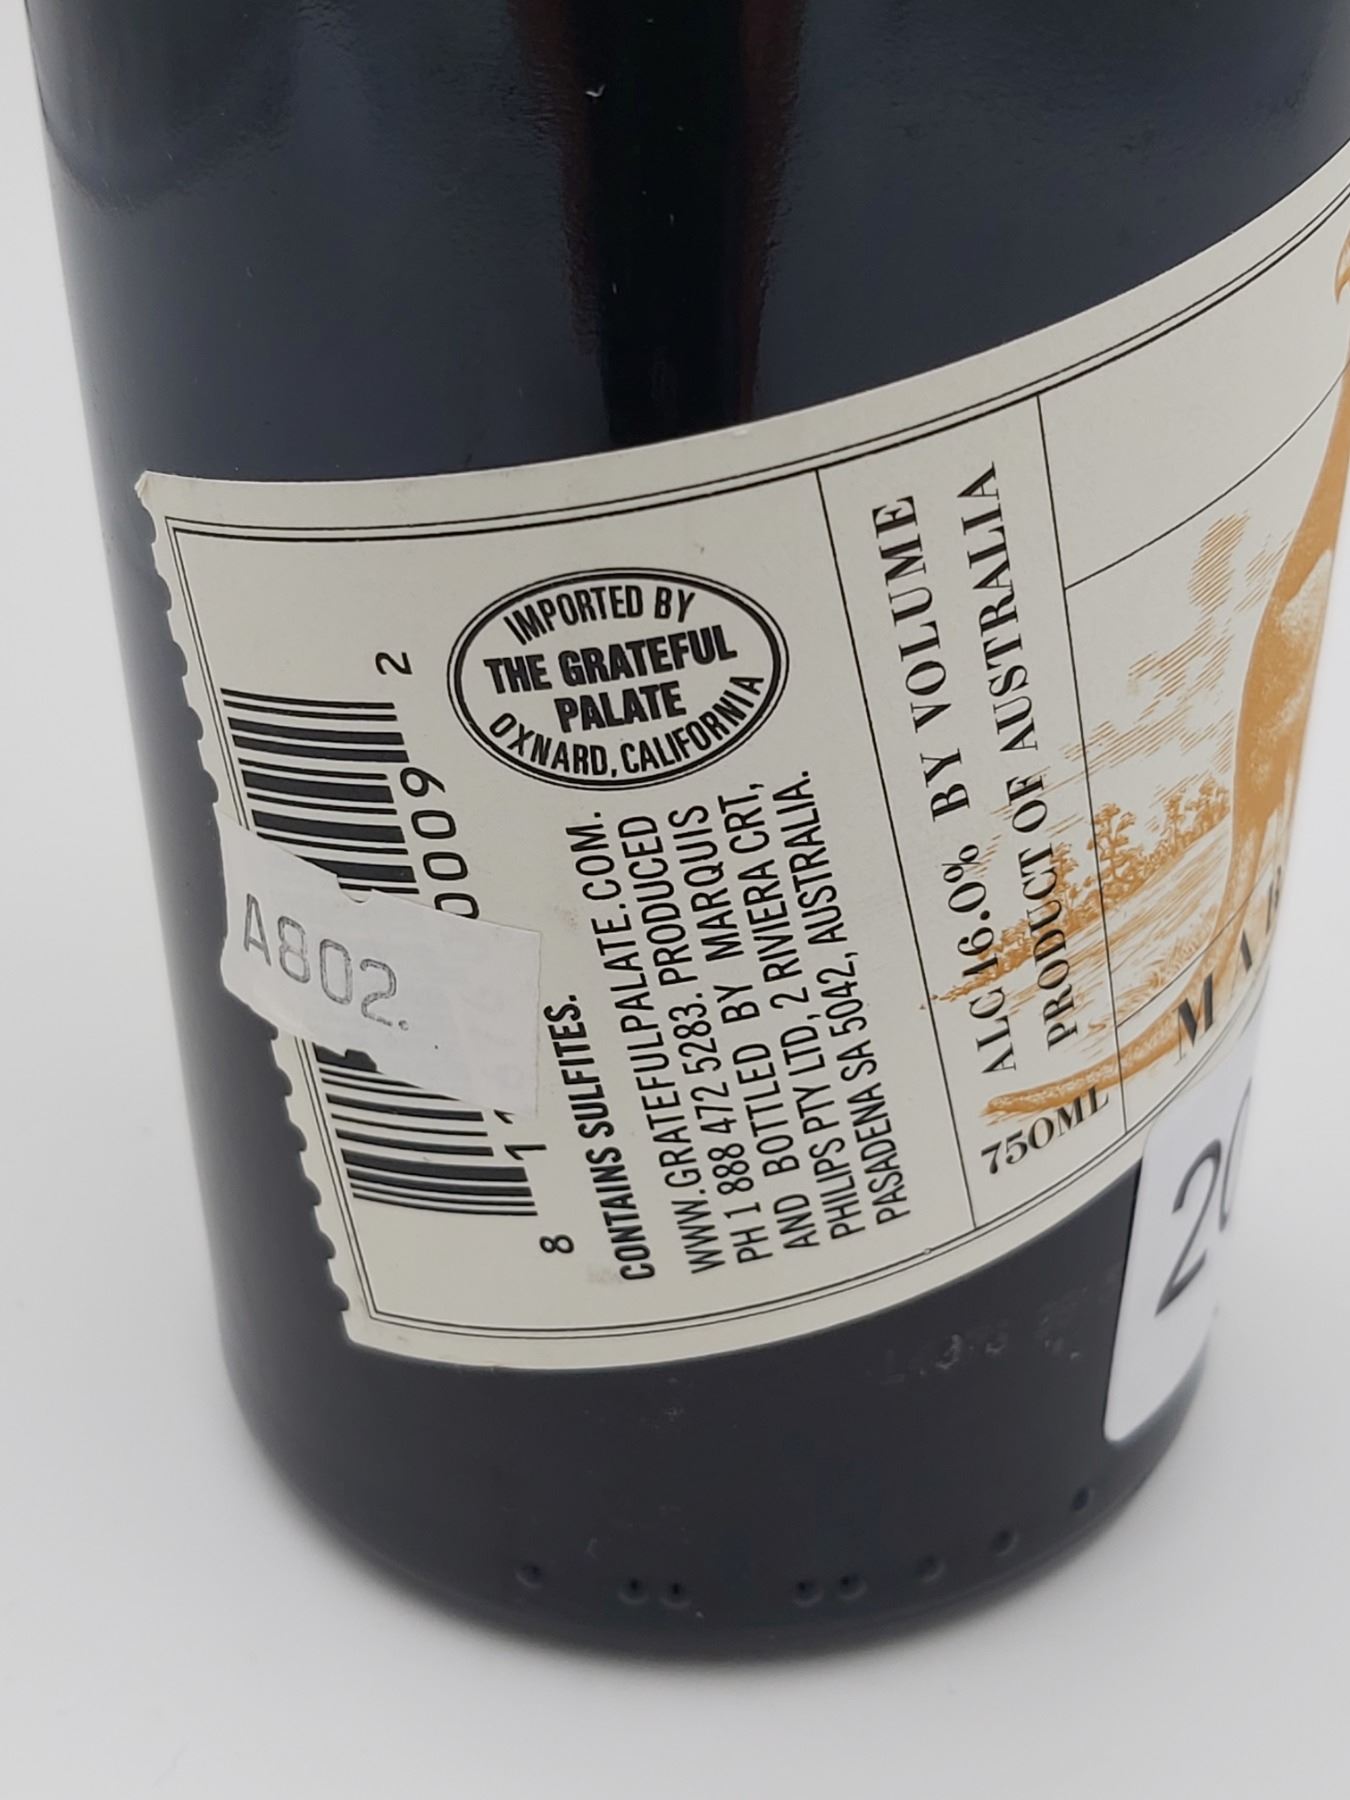 IMPORTED BY
THE GRATEFUL
PALATE
OXNARD, CALIFORNIA
8 0009 2
A802.
CONTAINS SULFITES.
WWW.GRATEFULPALATE.COM.
PH 1 888 472 5283. PRODUCED
AND BOTTLED BY MARQUIS
PHILIPS PTY LTD, 2 RIVIERA CRT,
PASADENA SA 5042, AUSTRALIA.
ALC 16.0% BY VOLUME
PRODUCT OF AUSTRALIA
750ML